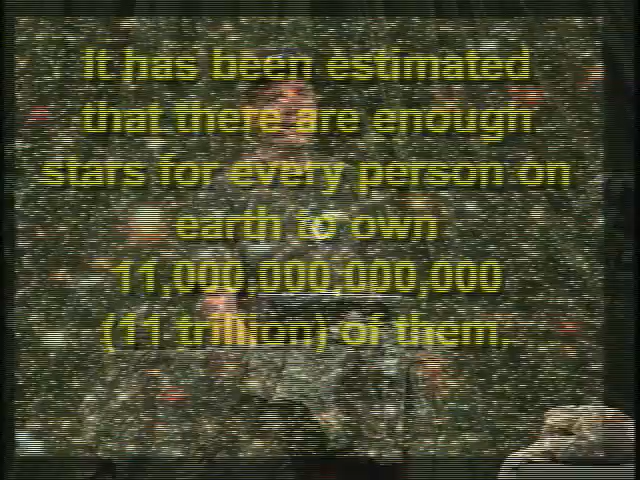 It has been estimated
that there are enough
stars for every person on
earth to own
11,000,000,000,000
(11 trillion) of them.